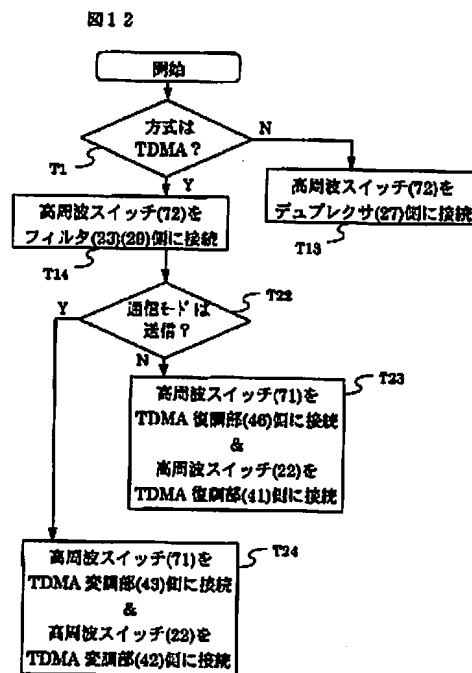 図12
開始
方式は
TDMA?
N
T1
Y
高周波スイッチ(72)を
デュプレクサ(27)側に接続
T13
高周波スイッチ(72)を
フィルタ(23)(29)側に接続
T14
通信モードは
送信?
T22
Y
N
T23
高周波スイッチ(71)を
TDMA 復調部(46)側に接続
&
高周波スイッチ(22)を
TDMA 復調部(41)側に接続
T24
高周波スイッチ(71)を
TDMA 変調部(43)側に接続
&
高周波スイッチ(22)を
TDMA 変調部(42)側に接続